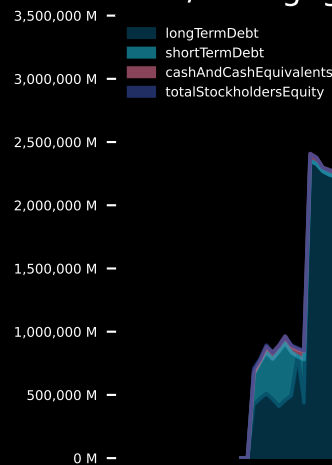 3,500,000 M
longTermDebt
shortTermDebt
cashAndCashEquivalents
totalStockholdersEquity
3,000,000 M
2,500,000 M
2,000,000 M
1,500,000 M
1,000,000 M
500,000 M
0 M